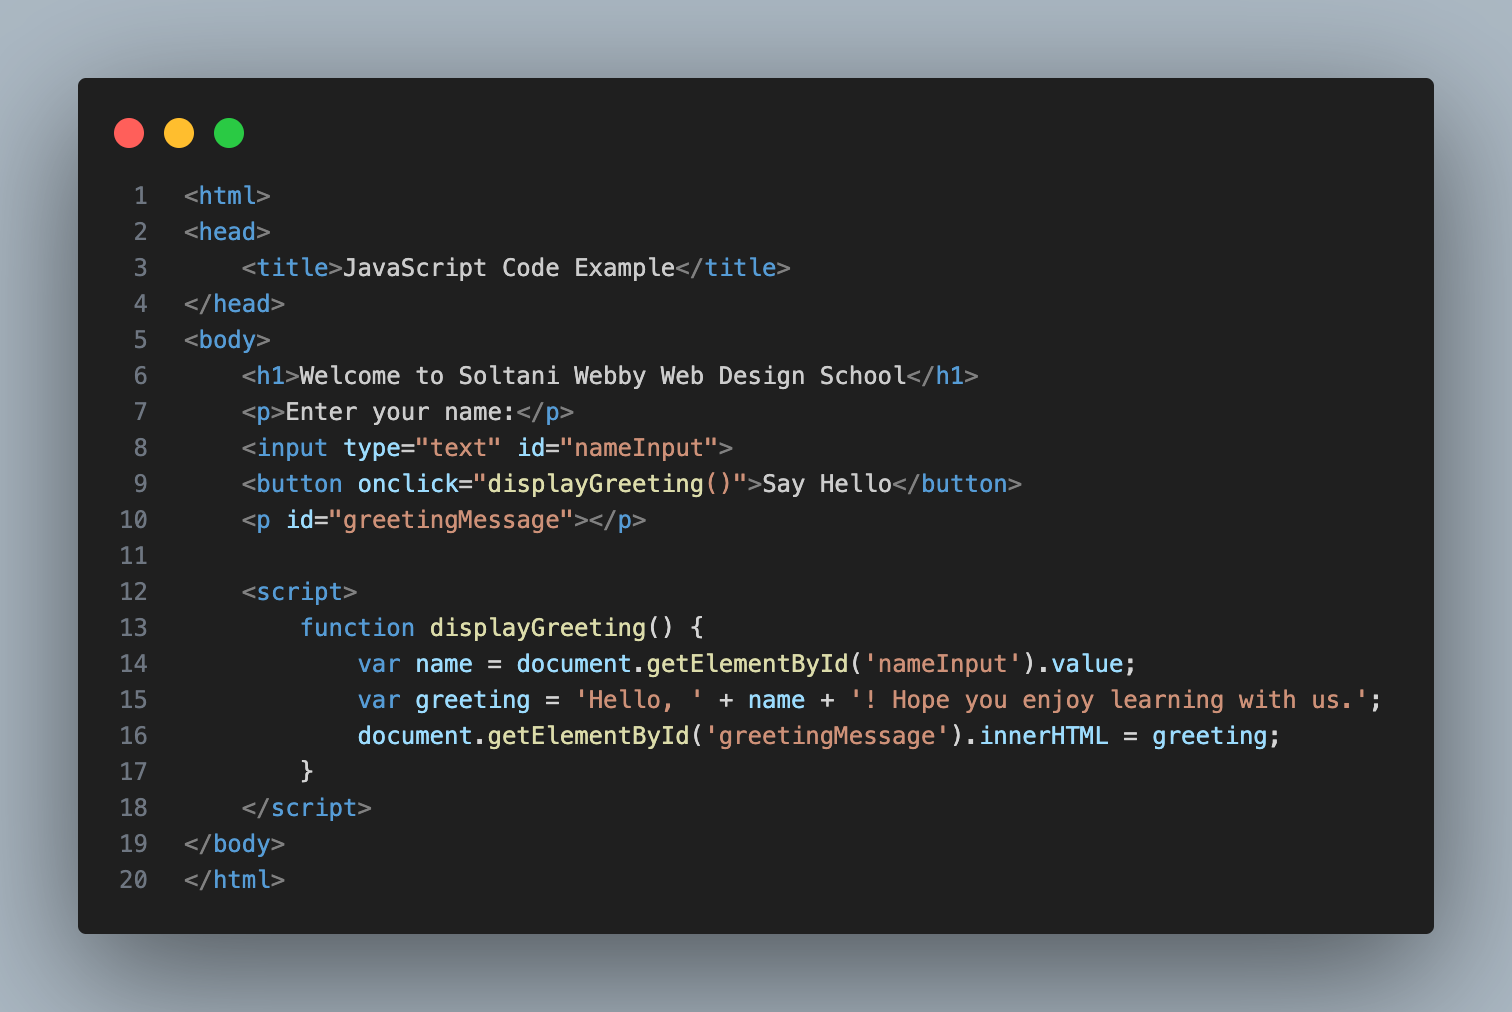 1 <html>
2 <head>
3     <title>JavaScript Code Example</title>
4 </head>
5 <body>
6     <h1>Welcome to Soltani Webby Web Design School</h1>
7     <p>Enter your name:</p>
8     <input type="text" id="nameInput">
9     <button onclick="displayGreeting()">Say Hello</button>
10     <p id="greetingMessage"></p>
11
12     <script>
13         function displayGreeting() {
14             var name = document.getElementById('nameInput').value;
15             var greeting = 'Hello, ' + name + '! Hope you enjoy learning with us.';
16             document.getElementById('greetingMessage').innerHTML = greeting;
17         }
18     </script>
19 </body>
20 </html>